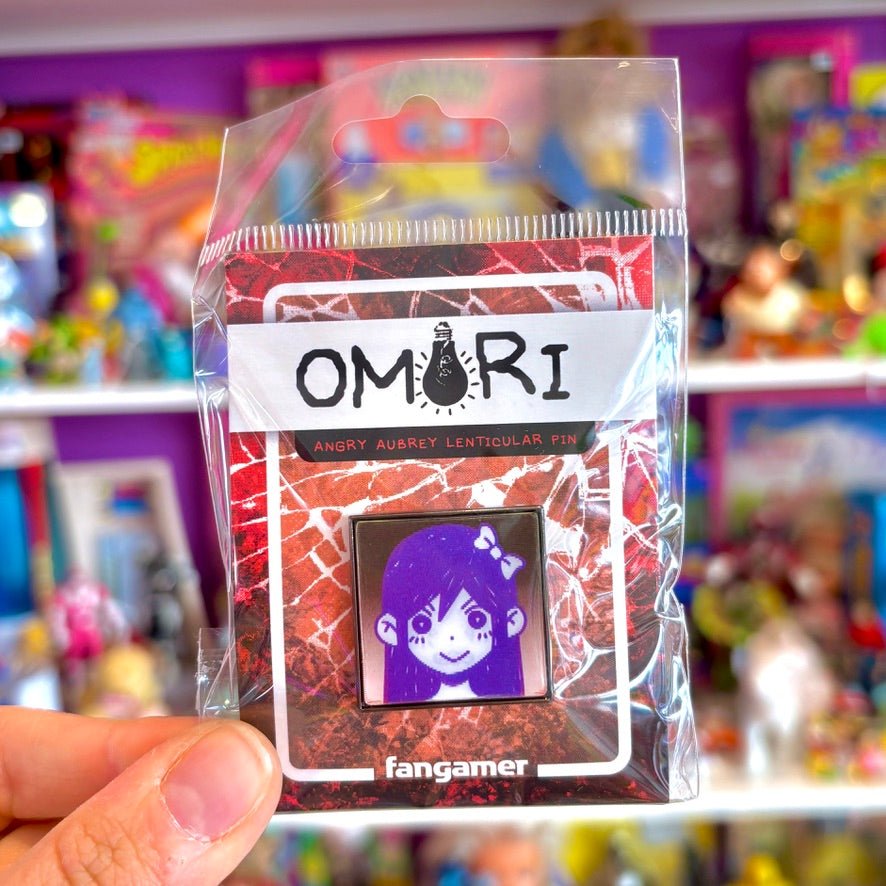 OMORI
ANGRY AUBREY LENTICULAR PIN
fangamer